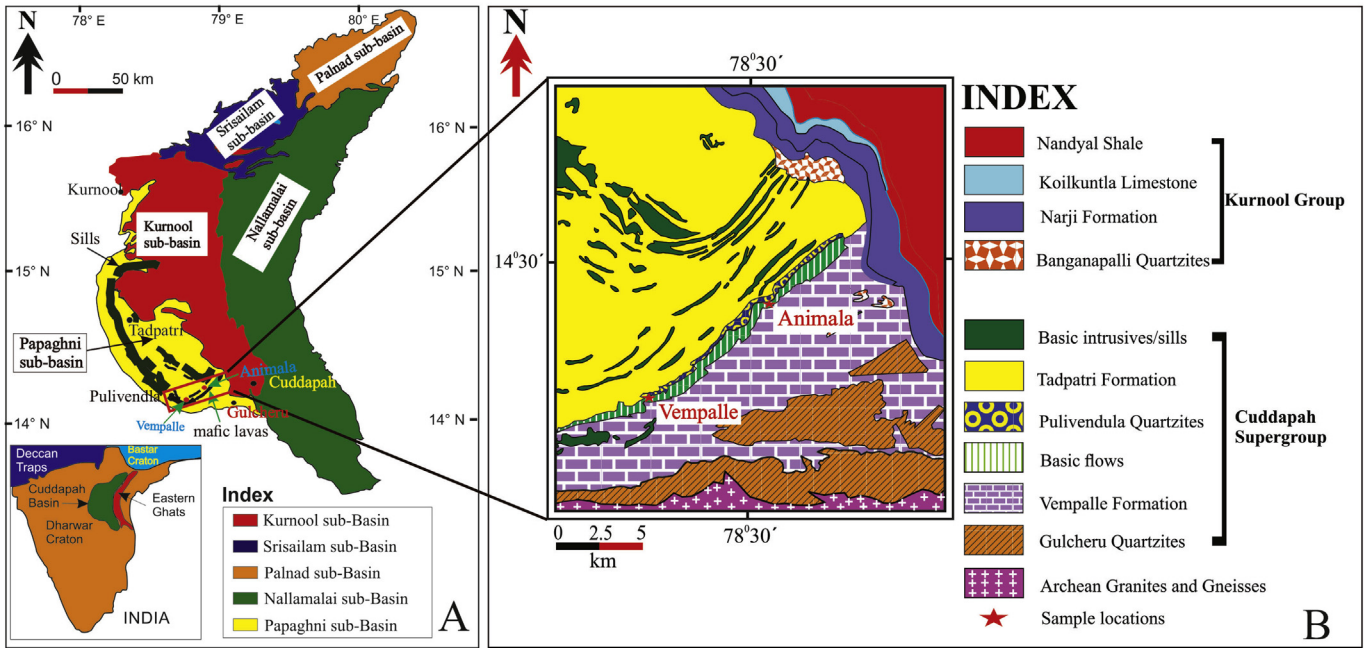 A
N
0
50 km
78° E
79° E
80° E
16° N
15° N
14° N
16° N
15° N
14° N
Palnad sub-basin
Srisailam
sub-basin
Nallamalai
sub-basin
Kurnool
Kurnool
sub-basin
Sills
Tadpatri
Papaghni
sub-basin
Pulivendla
Animala
Cuddapah
Gulcheru
Vempalle
mafic lavas
Deccan
Traps
Bastar
Craton
Cuddapah
Basin
Eastern
Ghats
Dharwar
Craton
INDIA
Index
Kurnool sub-Basin
Srisailam sub-Basin
Palnad sub-Basin
Nallamalai sub-Basin
Papaghni sub-Basin
A
B
N
78⁰30´
14⁰30´
Animala
Vempalle
78⁰30´
0 2.5 5
km
INDEX
Nandyal Shale
Koilkuntla Limestone
Narji Formation
Banganapalli Quartzites
Kurnool Group
Basic intrusives/sills
Tadpatri Formation
Pulivendula Quartzites
Basic flows
Vempalle Formation
Gulcheru Quartzites
Cuddapah
Supergroup
Archean Granites and Gneisses
Sample locations
B